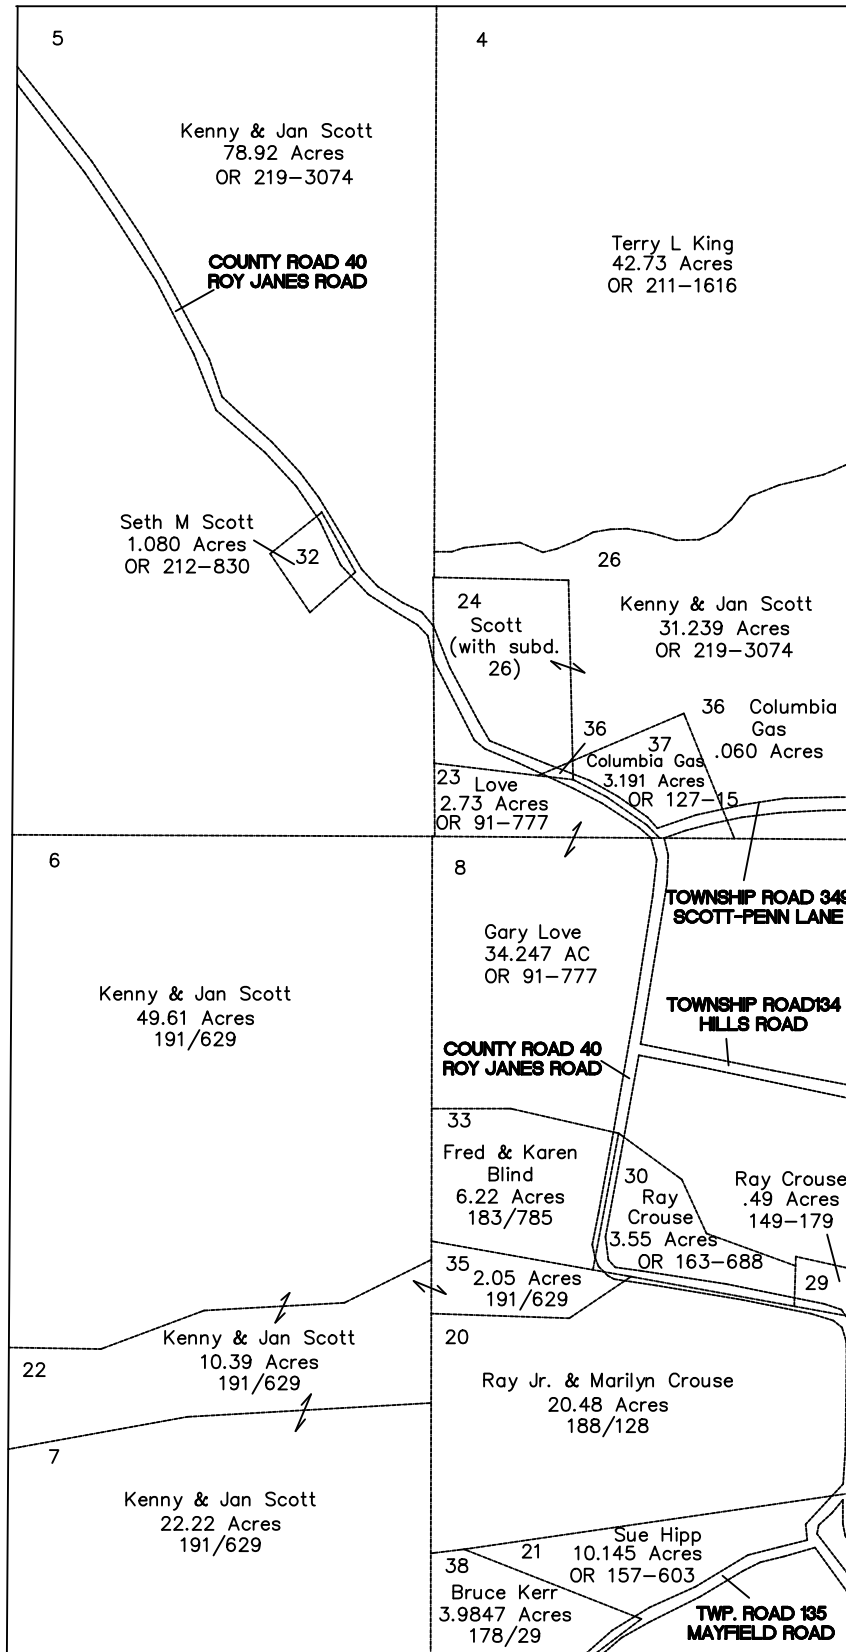 5
4
Kenny & Jan Scott
78.92 Acres
OR 219-3074
COUNTY ROAD 40
ROY JANES ROAD
Terry L King
42.73 Acres
OR 211-1616
Seth M Scott
1.080 Acres
OR 212-830
32
26
Kenny & Jan Scott
31.239 Acres
OR 219-3074
24
Scott
(with subd.
26)
36 Columbia
Gas
.060 Acres
36
37
Columbia Gas
3.191 Acres
OR 127-15
23
Love
2.73 Acres
OR 91-777
TOWNSHIP ROAD 349
SCOTT-PENN LANE
6
8
Gary Love
34.247 AC
OR 91-777
Kenny & Jan Scott
49.61 Acres
191/629
TOWNSHIP ROAD134
HILLS ROAD
COUNTY ROAD 40
ROY JANES ROAD
33
Fred & Karen
Blind
6.22 Acres
183/785
30
Ray
Crouse
3.55 Acres
OR 163-688
Ray Crouse
.49 Acres
149-179
29
35
2.05 Acres
191/629
22
Kenny & Jan Scott
10.39 Acres
191/629
20
Ray Jr. & Marilyn Crouse
20.48 Acres
188/128
7
Kenny & Jan Scott
22.22 Acres
191/629
21
Sue Hipp
10.145 Acres
OR 157-603
38
Bruce Kerr
3.9847 Acres
178/29
TWP. ROAD 135
MAYFIELD ROAD